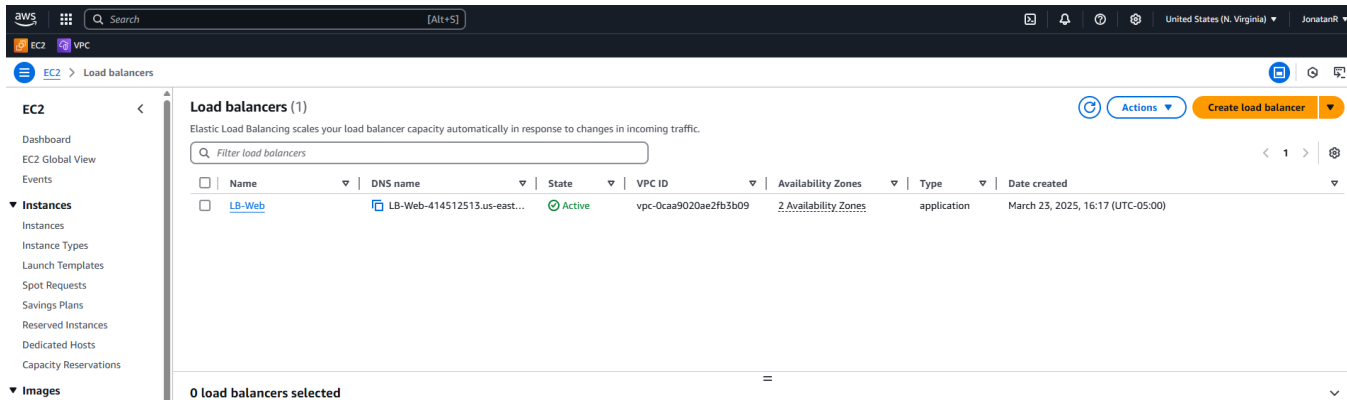 aws
Search
[Alt+S]
United States (N. Virginia)
JonatanR
EC2
VPC
EC2 > Load balancers
EC2
Dashboard
EC2 Global View
Events
Instances
Instances
Instance Types
Launch Templates
Spot Requests
Savings Plans
Reserved Instances
Dedicated Hosts
Capacity Reservations
Images
Load balancers (1)
Actions
Create load balancer
Elastic Load Balancing scales your load balancer capacity automatically in response to changes in incoming traffic.
Filter load balancers
1
Name DNS name State VPC ID Availability Zones Type Date created
LB-Web LB-Web-414512513.us-east... Active vpc-0caa9020ae2fb3b09 2 Availability Zones application March 23, 2025, 16:17 (UTC-05:00)
0 load balancers selected